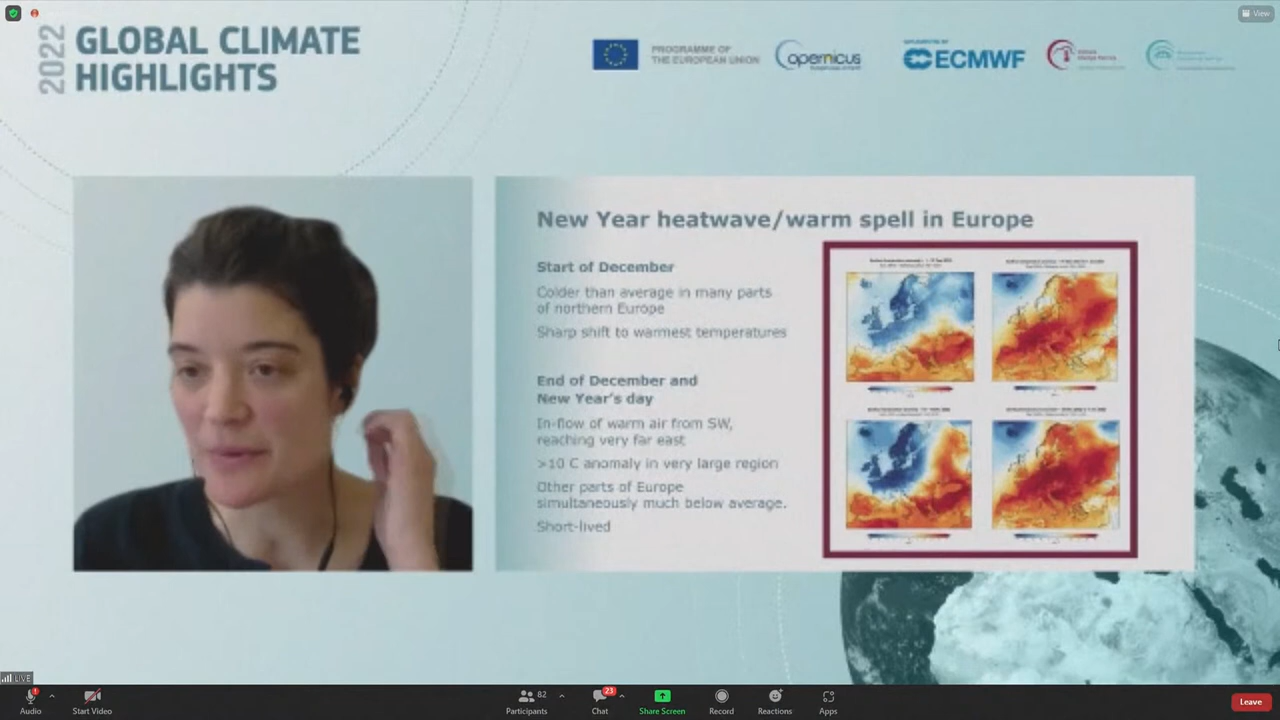 View
2022
GLOBAL CLIMATE
HIGHLIGHTS
PROGRAMME OF
THE EUROPEAN UNION
opernicus
IMPLEMENTED BY
ECMWF
New Year heatwave/warm spell in Europe
Start of December
Colder than average in many parts
of northern Europe
Sharp shift to warmest temperatures
End of December and
New Year's day
In-flow of warm air from SW,
reaching very far east
>10 C anomaly in very large region
Other parts of Europe
simultaneously much below average.
Short-lived
LIVE
Audio
Start Video
82
Participants
23
Chat
Share Screen
Record
Reactions
Apps
Leave